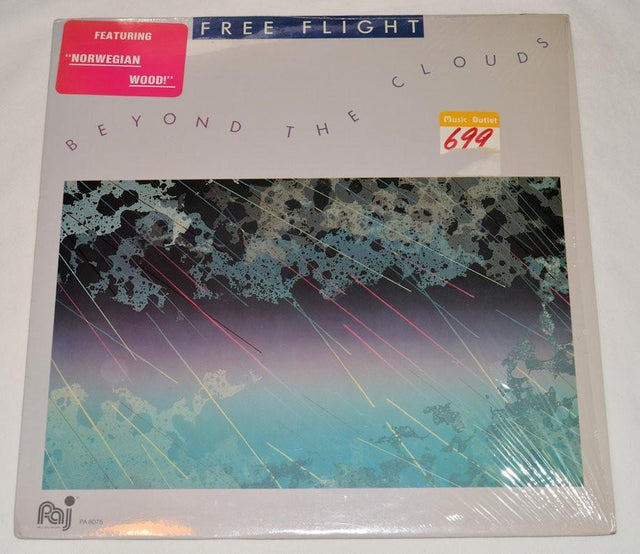 FREE FLIGHT
FEATURING
"NORWEGIAN
WOOD!"
BEYOND THE CLOUDS
Music Outlet
699
Paj
PA 8075